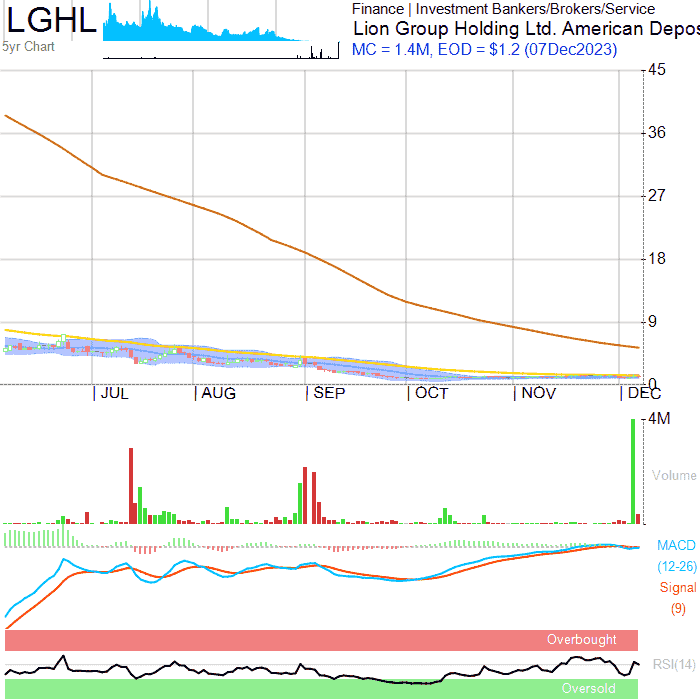 LGHL
5yr Chart
Finance | Investment Bankers/Brokers/Service
Lion Group Holding Ltd. American Depos
MC = 1.4M, EOD = $1.2 (07Dec2023)
45
36
27
18
9
0
JUL AUG SEP OCT NOV DEC
4M
Volume
MACD
(12-26)
Signal
(9)
Overbought
RSI(14)
Oversold